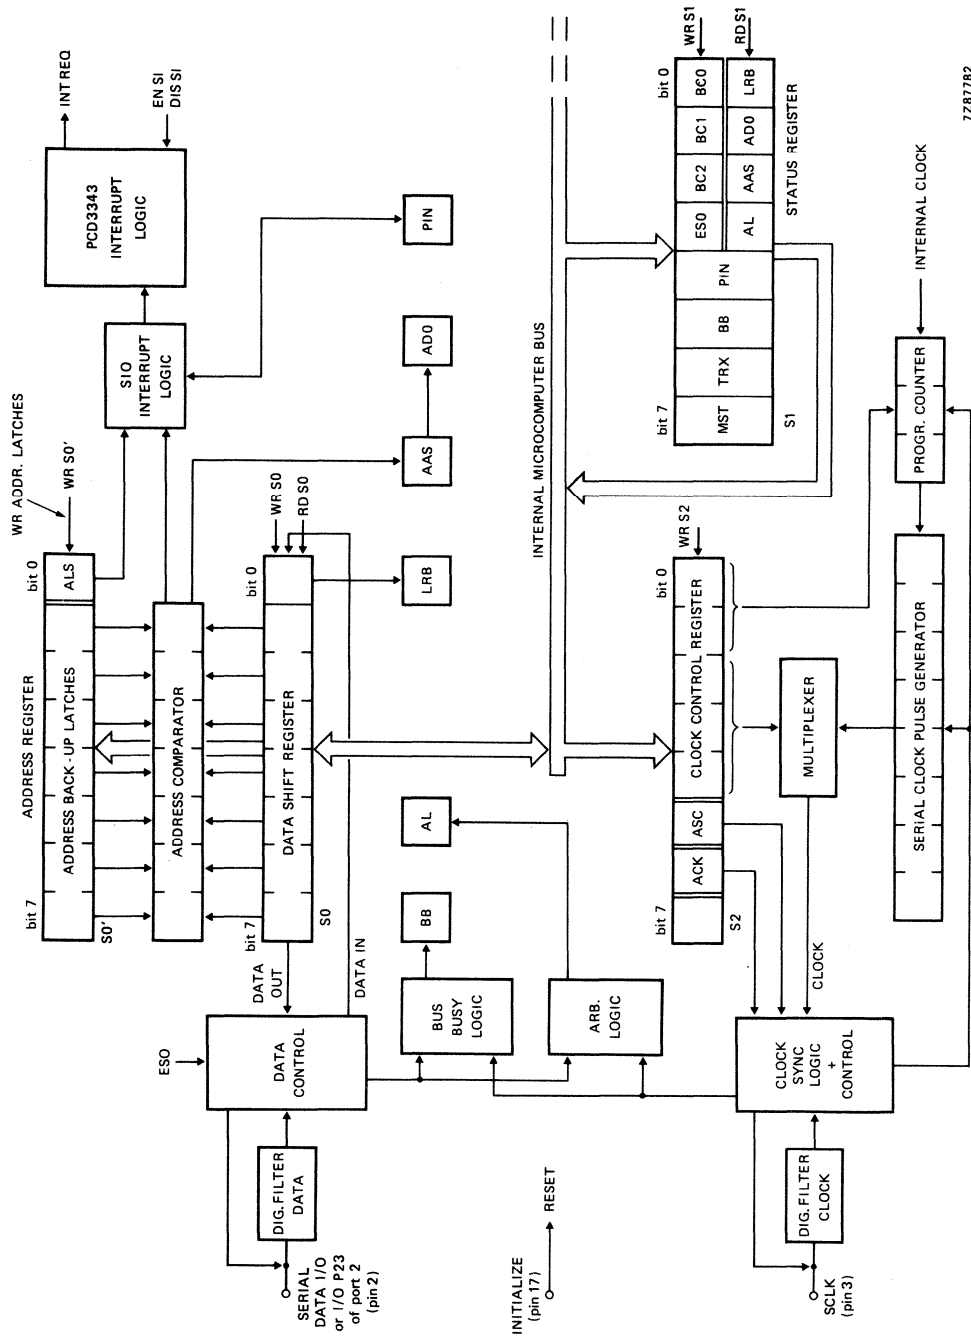 ADDRESS REGISTER
bit 7
bit 0
ADDRESS BACK-UP LATCHES
ALS
S0'
WR ADDR. LATCHES
WR S0'
ADDRESS COMPARATOR
SIO
INTERRUPT
LOGIC
PCD3343
INTERRUPT
LOGIC
INT REQ
EN SI
DIS SI
bit 7
bit 0
DATA SHIFT REGISTER
S0
WR S0
RD S0
DATA
OUT
DATA IN
ESO
DATA
CONTROL
DIG. FILTER
DATA
SERIAL
DATA I/O
or I/O P23
of port 2
(pin 2)
BUS
BUSY
LOGIC
BB
AL
LRB
AAS
AD0
PIN
ARB.
LOGIC
INITIALIZE
(pin 17)
RESET
INTERNAL MICROCOMPUTER BUS
bit 7
bit 0
ACK
ASC
CLOCK CONTROL REGISTER
S2
WR S2
bit 7
bit 0
MST
TRX
BB
PIN
ESO
BC2
BC1
BC0
AL
AAS
AD0
LRB
S1
STATUS REGISTER
WR S1
RD S1
MULTIPLEXER
CLOCK
CLOCK
SYNC
LOGIC
+
CONTROL
DIG. FILTER
CLOCK
SCLK
(pin 3)
SERIAL CLOCK PULSE GENERATOR
PROGR. COUNTER
INTERNAL CLOCK
7Z87782